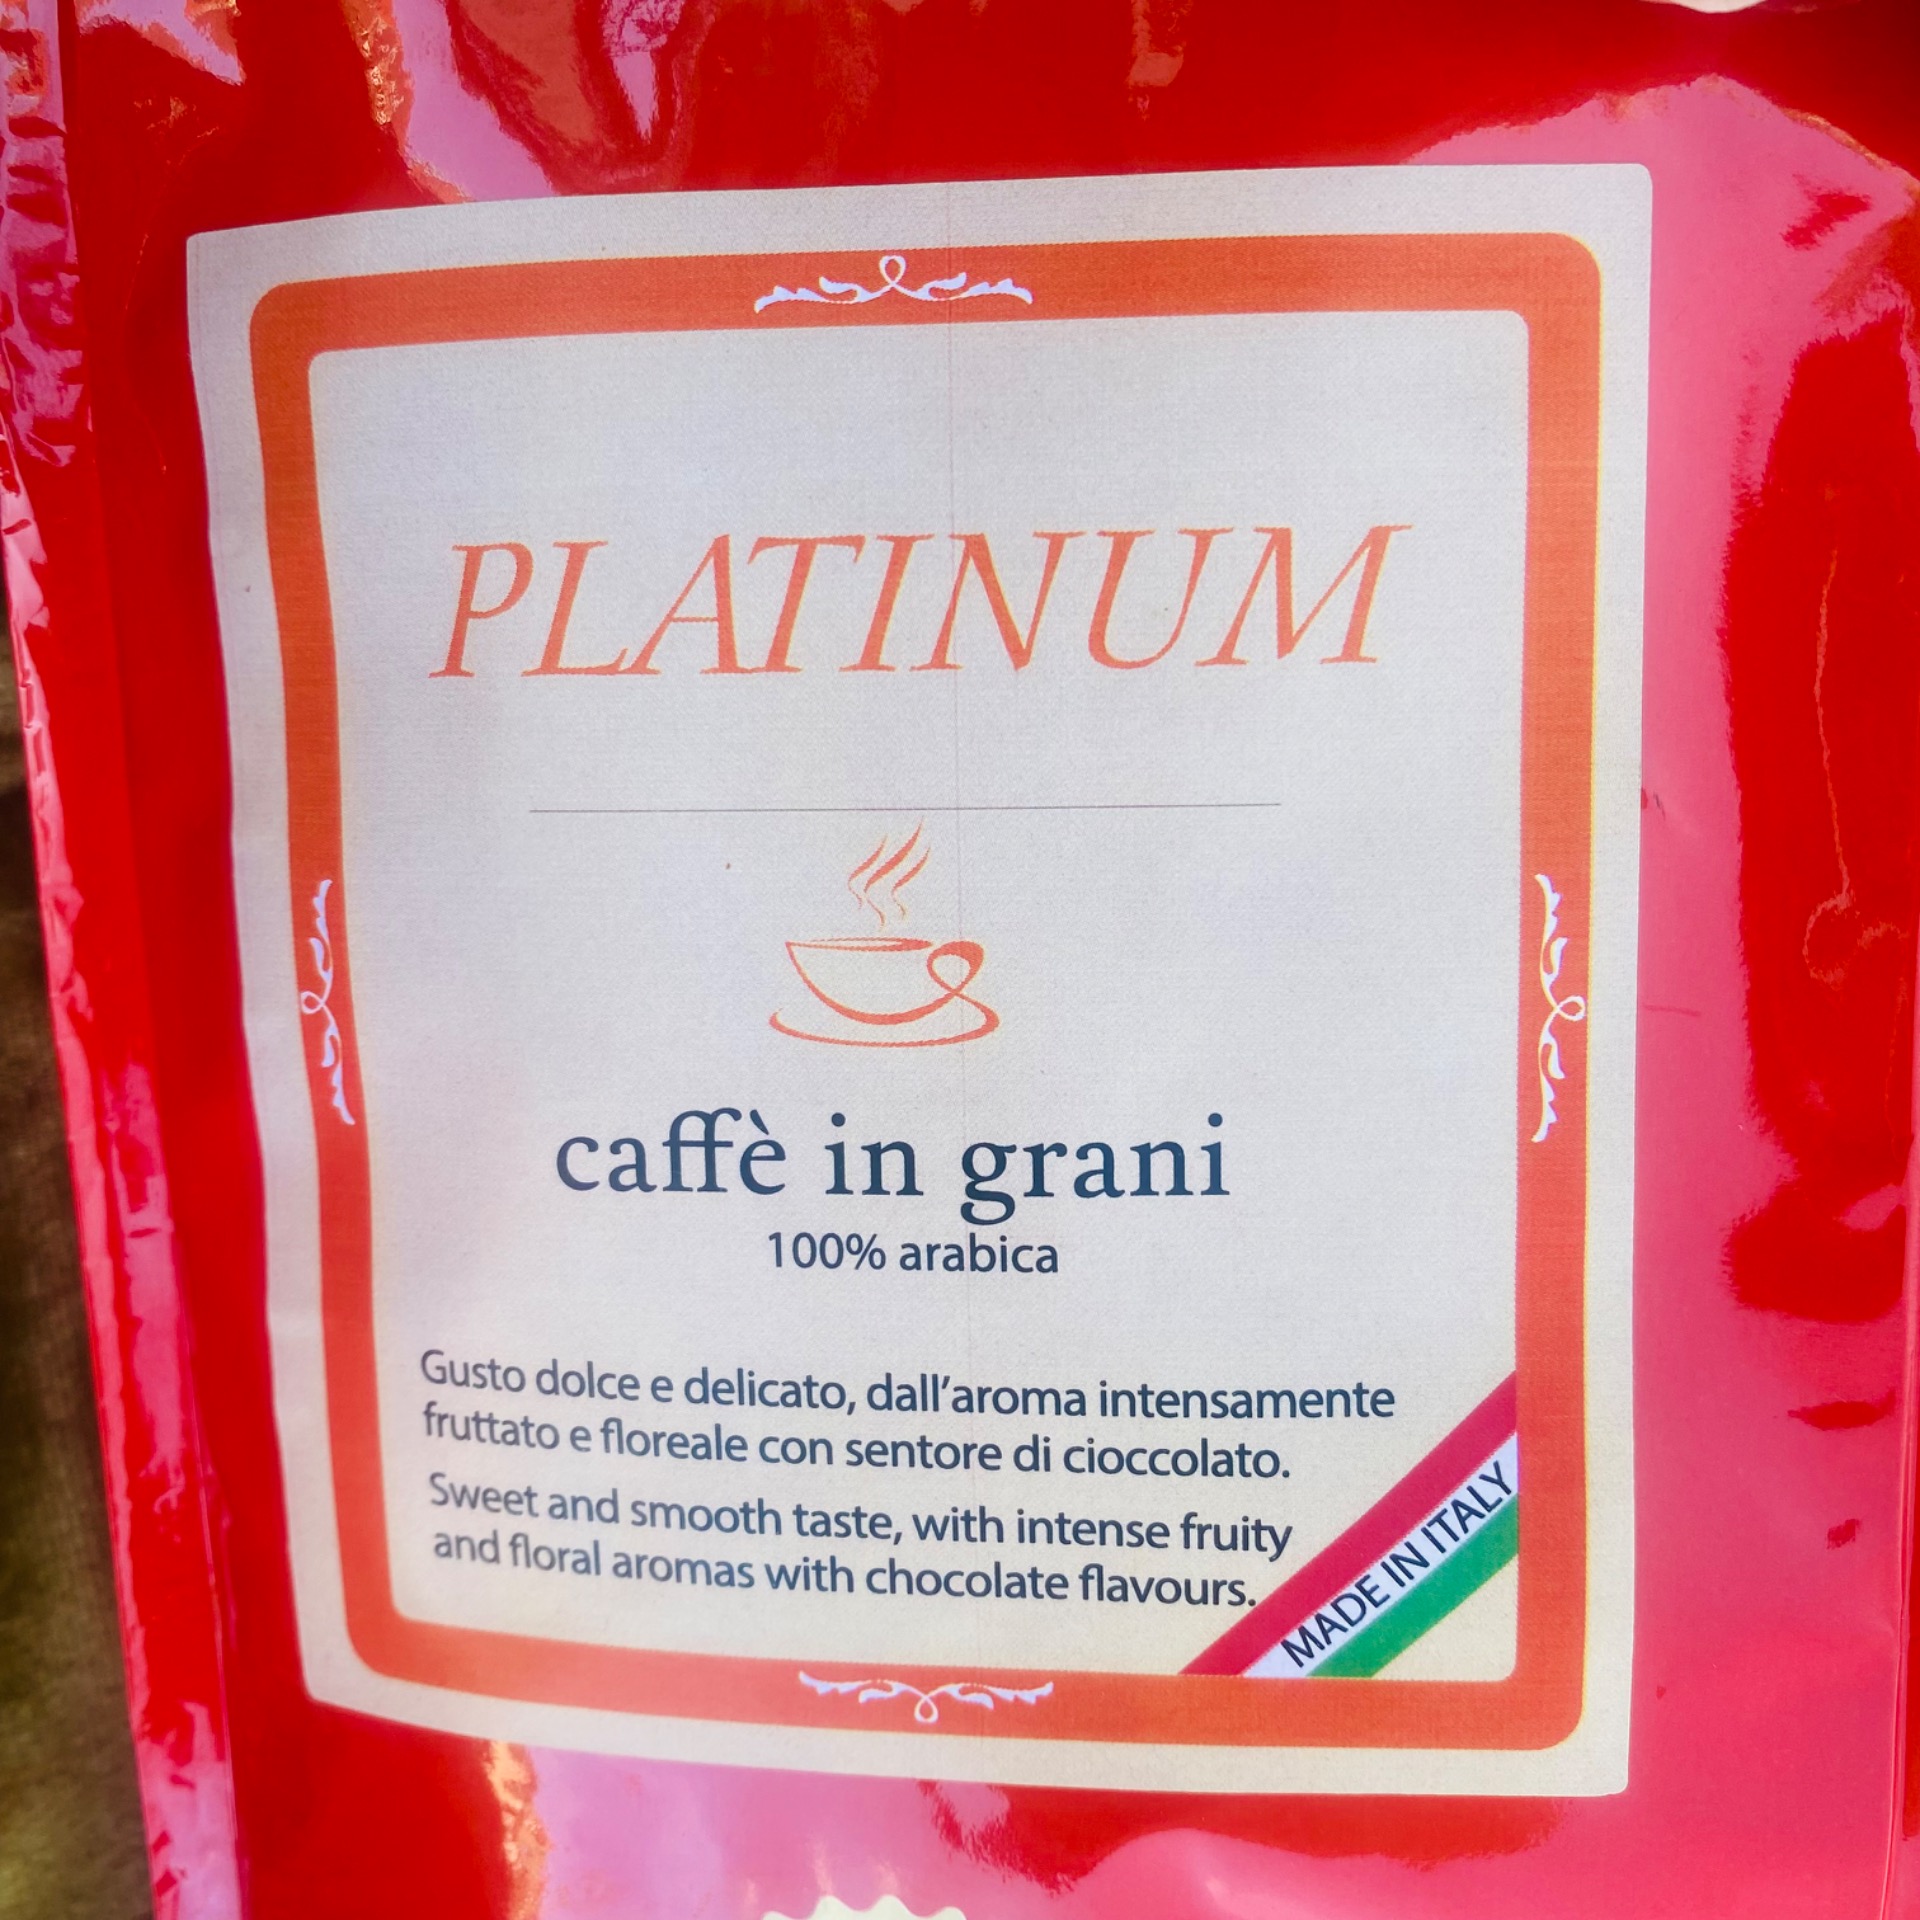 PLATINUM
caffè in grani
100% arabica
Gusto dolce e delicato, dall'aroma intensamente
fruttato e floreale con sentore di cioccolato.
Sweet and smooth taste, with intense fruity
and floral aromas with chocolate flavours.
MADE IN ITALY